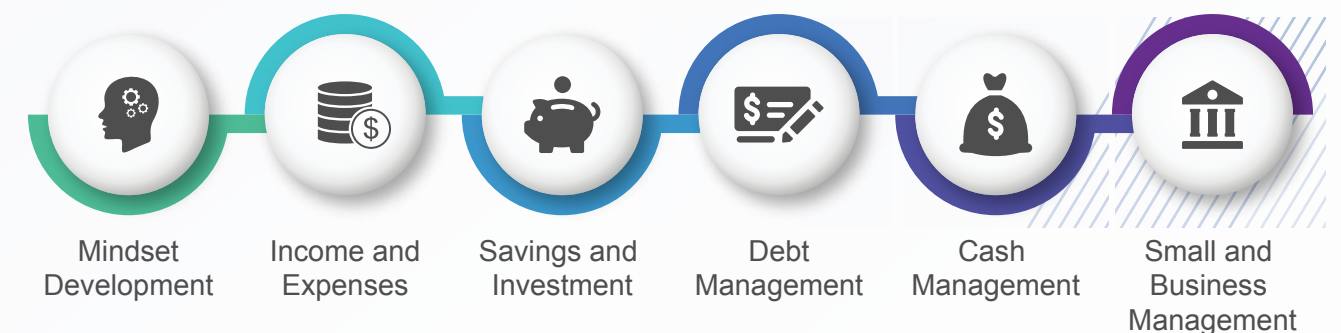 $
$
$
Mindset
Development
Income and
Expenses
Savings and
Investment
Debt
Management
Cash
Management
Small and
Business
Management